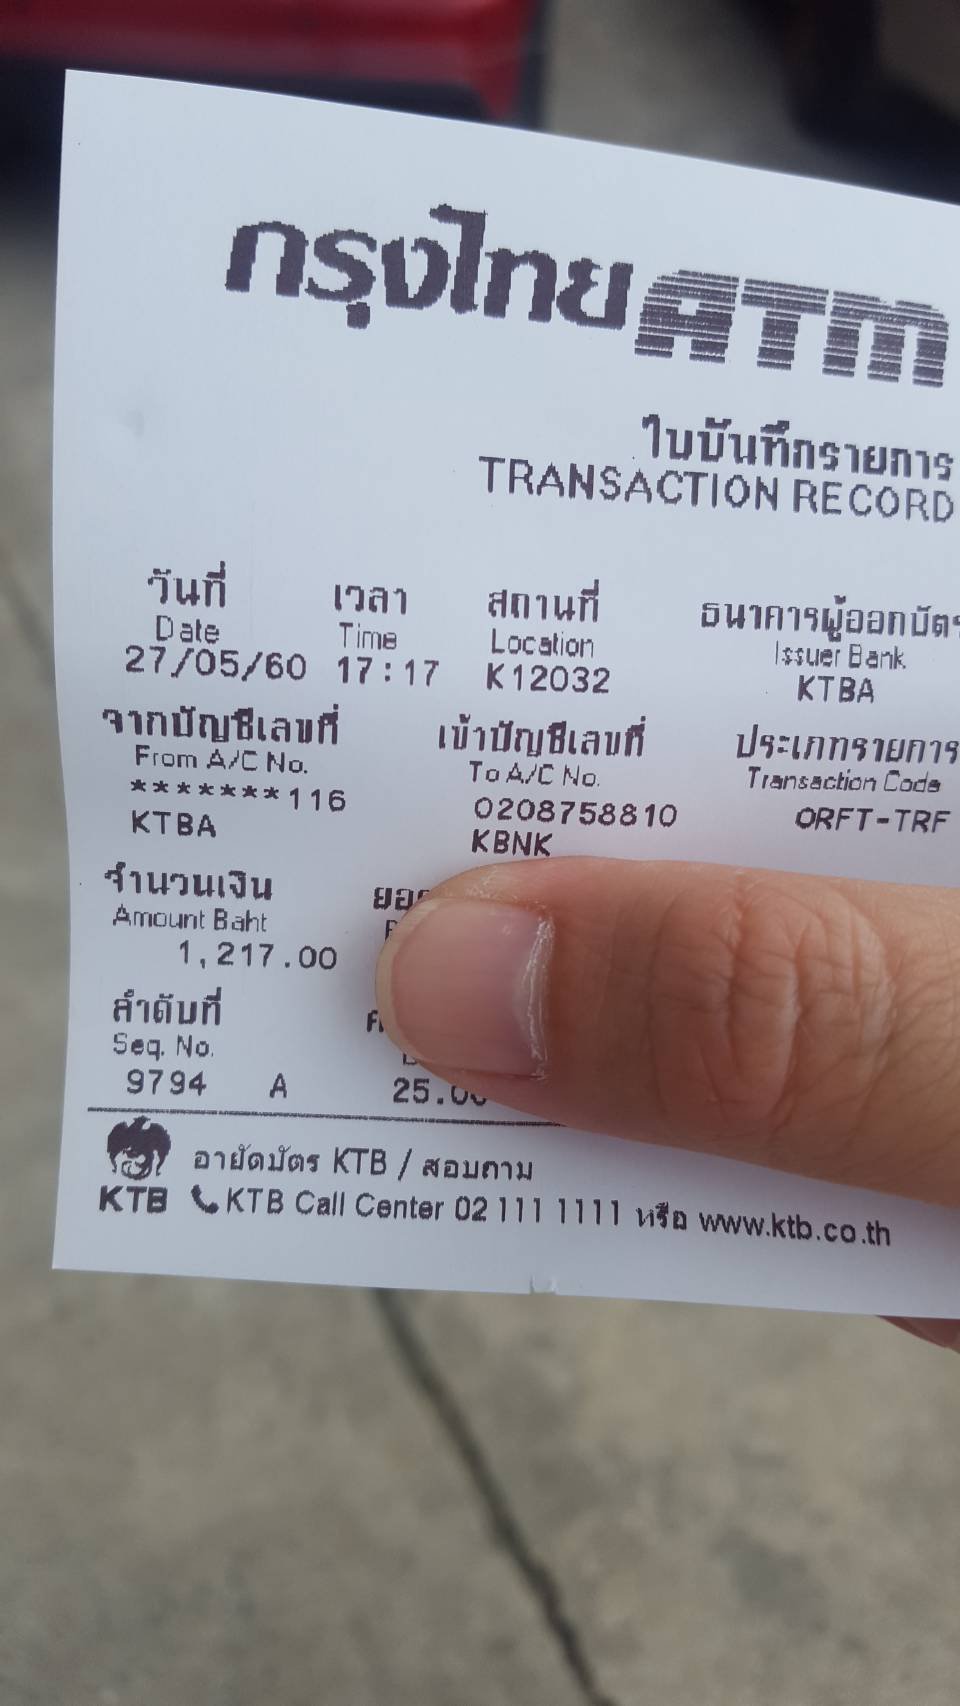 กรุงไทย ATM
ใบบันทึกรายการ
TRANSACTION RECORD
วันที่ เวลา สถานที่ ธนาคารผู้ออกบัตร
Date Time Location Issuer Bank
27/05/60 17:17 K12032 KTBA
จากบัญชีเลขที่ เข้าบัญชีเลขที่ ประเภทรายการ
From A/C No. To A/C No. Transaction Code
*******116 0208758810 ORFT-TRF
KTBA KBNK
จำนวนเงิน
Amount Baht
1,217.00
ลำดับที่
Seq. No.
9794 A 25.00
อายัดบัตร KTB / สอบถาม
KTB KTB Call Center 02 111 1111 หรือ www.ktb.co.th